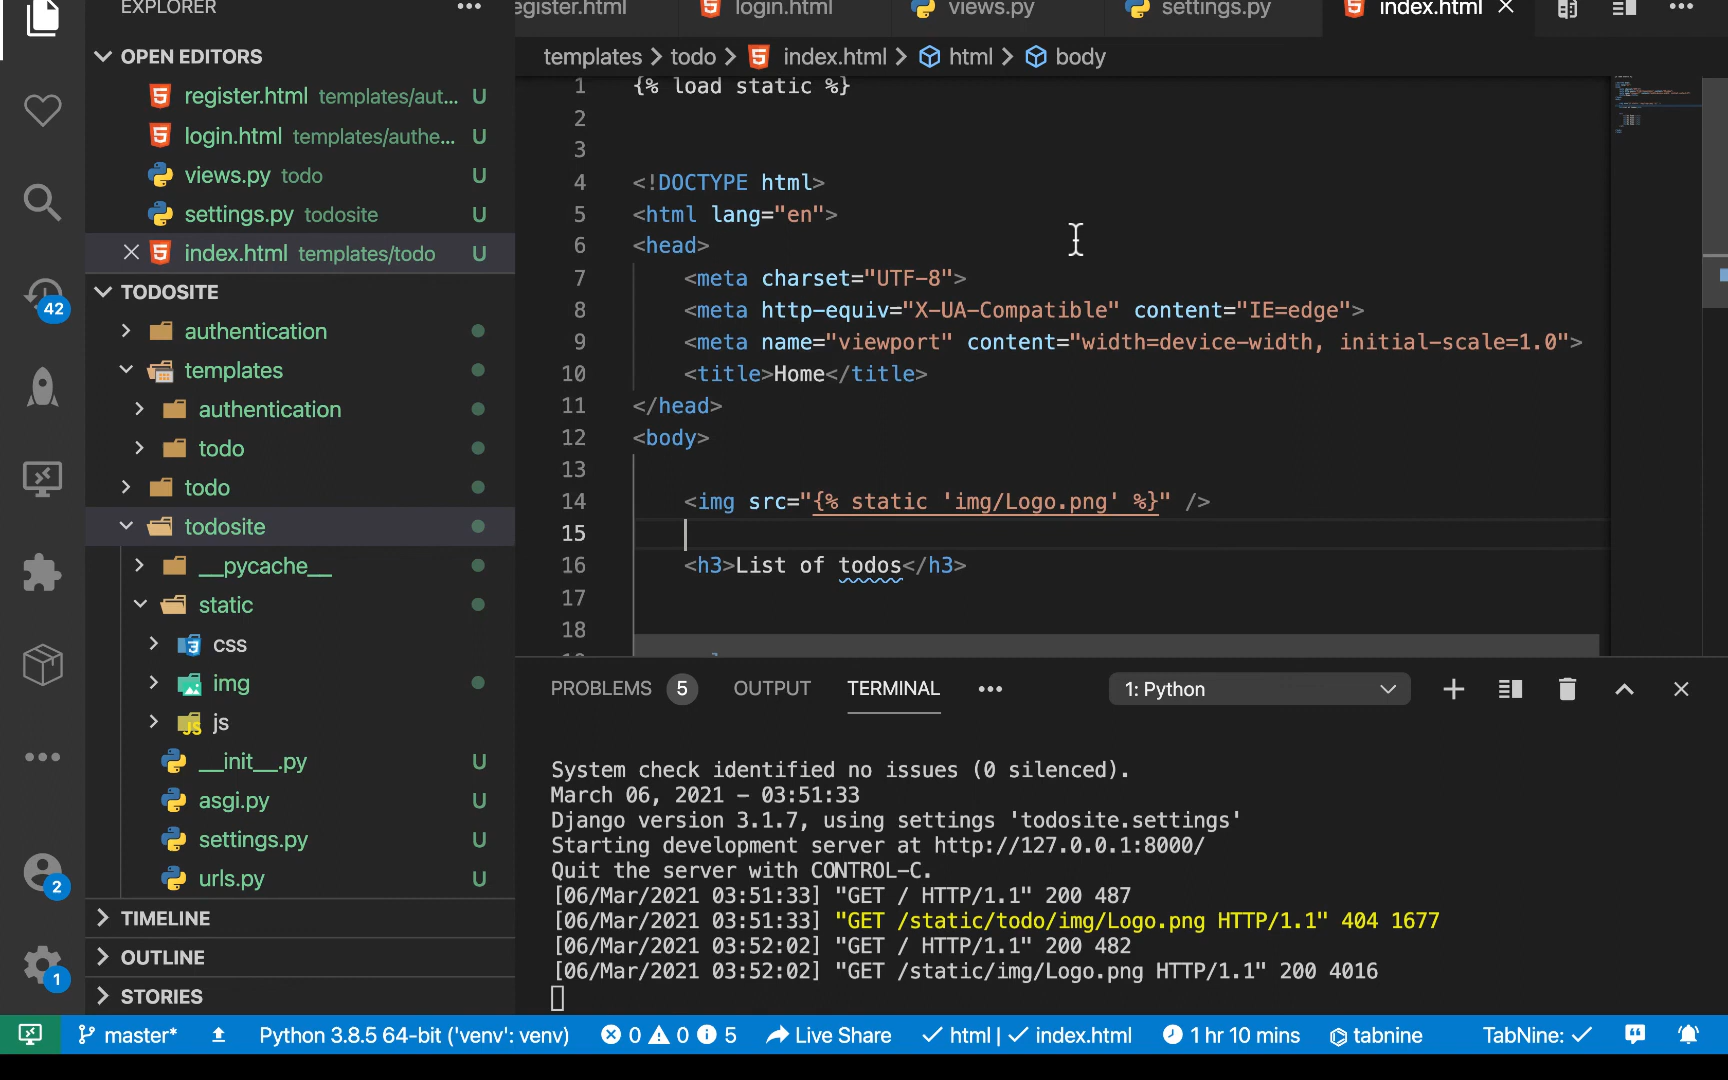 EXPLORER
egister.html
login.html
views.py
settings.py
index.html
OPEN EDITORS
register.html templates/aut... U
login.html templates/authe... U
views.py todo U
settings.py todosite U
index.html templates/todo U
TODOSITE
authentication
templates
authentication
todo
todo
todosite
__pycache__
static
css
img
js
__init__.py U
asgi.py U
settings.py U
urls.py U
TIMELINE
OUTLINE
STORIES
42
2
1
templates > todo > index.html > html > body
1 {% load static %}
2
3
4 <!DOCTYPE html>
5 <html lang="en">
6 <head>
7 <meta charset="UTF-8">
8 <meta http-equiv="X-UA-Compatible" content="IE=edge">
9 <meta name="viewport" content="width=device-width, initial-scale=1.0">
10 <title>Home</title>
11 </head>
12 <body>
13
14 <img src="{% static 'img/Logo.png' %}" />
15
16 <h3>List of todos</h3>
17
18
PROBLEMS 5 OUTPUT TERMINAL 1: Python
System check identified no issues (0 silenced).
March 06, 2021 – 03:51:33
Django version 3.1.7, using settings 'todosite.settings'
Starting development server at http://127.0.0.1:8000/
Quit the server with CONTROL-C.
[06/Mar/2021 03:51:33] "GET / HTTP/1.1" 200 487
[06/Mar/2021 03:51:33] "GET /static/todo/img/Logo.png HTTP/1.1" 404 1677
[06/Mar/2021 03:52:02] "GET / HTTP/1.1" 200 482
[06/Mar/2021 03:52:02] "GET /static/img/Logo.png HTTP/1.1" 200 4016
master* Python 3.8.5 64-bit ('venv': venv) 0 0 5 Live Share html | index.html 1 hr 10 mins tabnine TabNine: